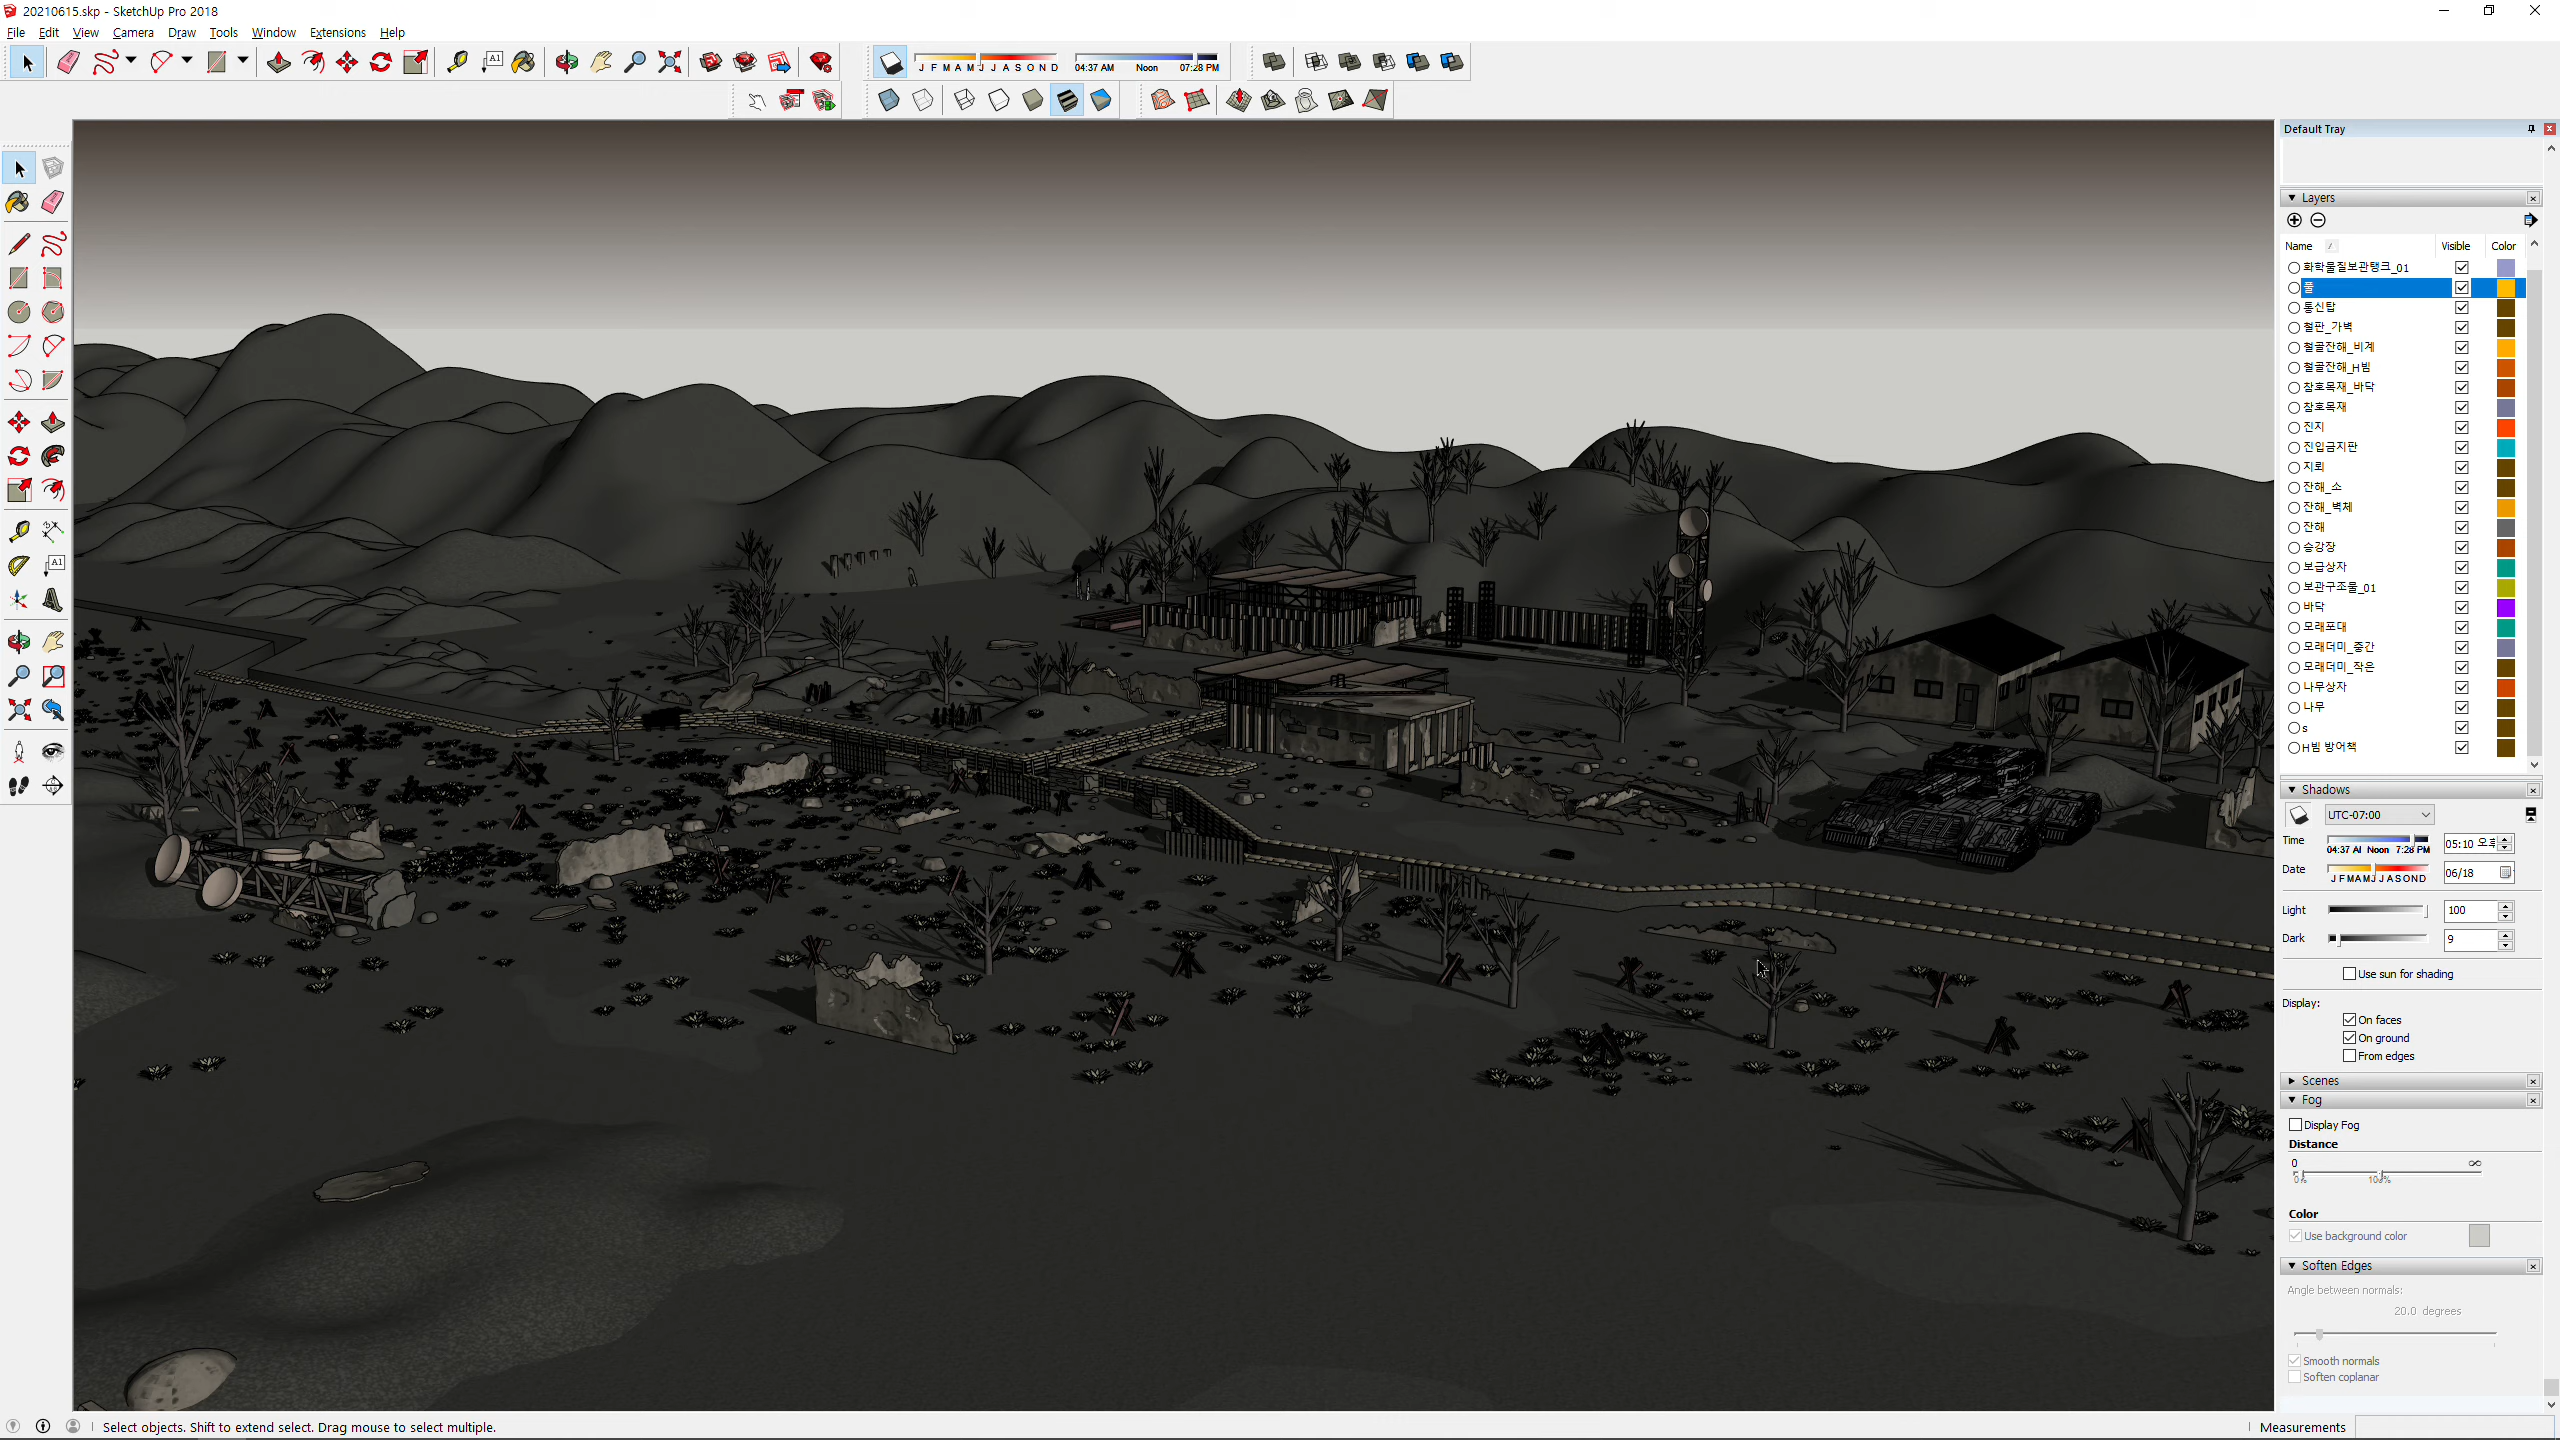 20210615.skp - SketchUp Pro 2018
File Edit View Camera Draw Tools Window Extensions Help
J F M A M J J A S O N D
04:37 AM Noon 07:28 PM
A1
Default Tray
Layers
Name Visible Color
화학물질보관탱크_01
풀
통신탑
철판_가벽
철골잔해_비계
철골잔해_H빔
참호목재_바닥
참호목재
진지
진입금지판
지뢰
잔해_소
잔해_벽체
잔해
승강장
보급상자
보관구조물_01
바닥
모래포대
모래더미_중간
모래더미_작은
나무상자
나무
s
H빔 방어책
A1
Shadows
UTC-07:00
Time 05:10 오후
04:37 AI Noon 7:28 PM
Date 06/18
J F M A M J J A S O N D
Light 100
Dark 9
Use sun for shading
Display:
On faces
On ground
From edges
Scenes
Fog
Display Fog
Distance
0 ∞
0% 100%
Color
Use background color
Soften Edges
Angle between normals:
20.0 degrees
Smooth normals
Soften coplanar
Select objects. Shift to extend select. Drag mouse to select multiple.
Measurements